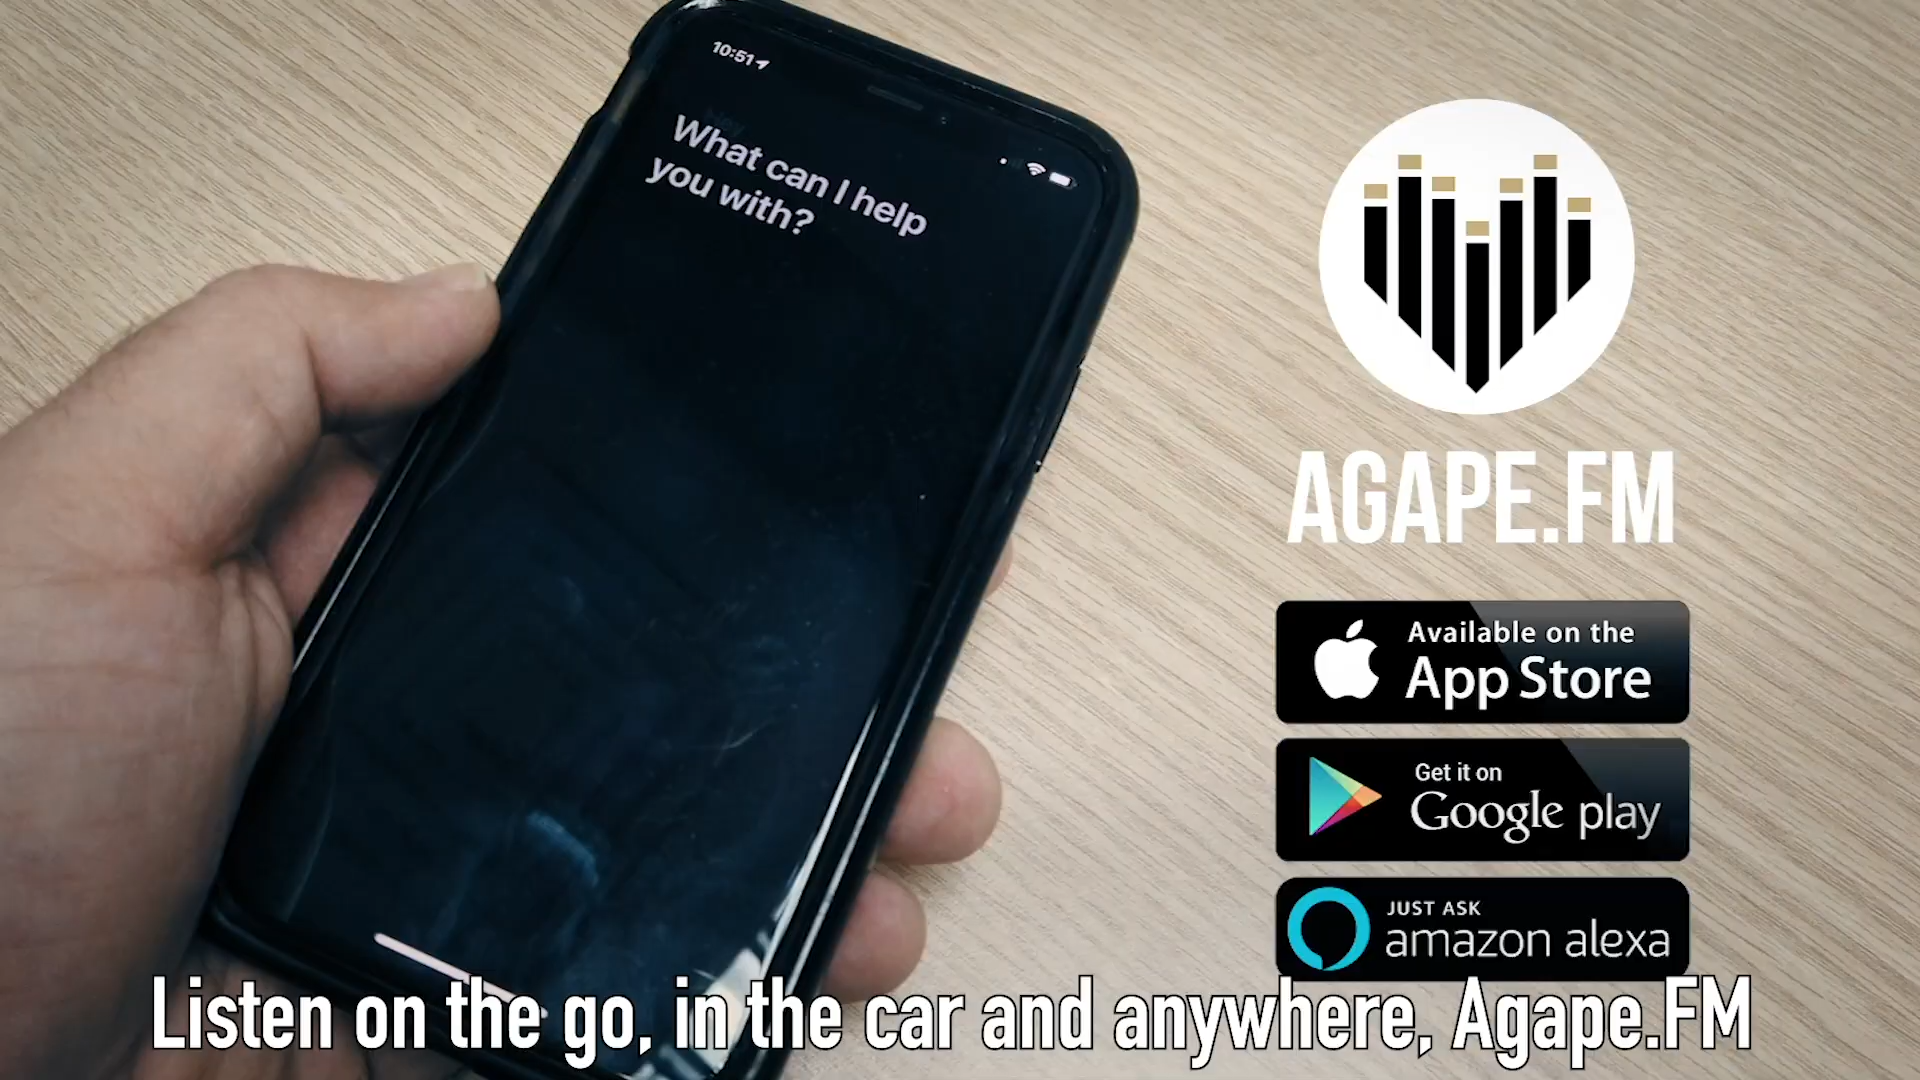 10:51
What can I help
you with?
AGAPE.FM
Available on the
App Store
Get it on
Google play
JUST ASK
amazon alexa
Listen on the go, in the car and anywhere, Agape.FM